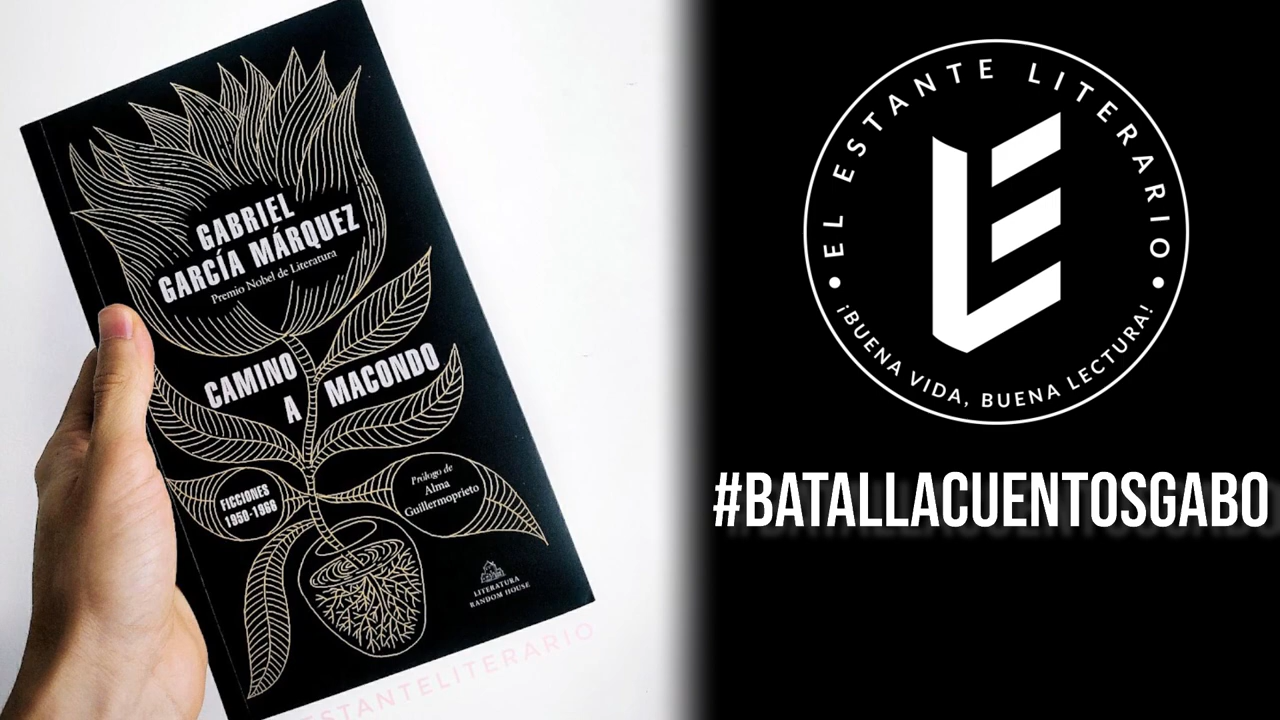 GABRIEL
GARCÍA MÁRQUEZ
Premio Nobel de Literatura
CAMINO
A
MACONDO
FICCIONES
1950-1966
Prólogo de
Alma
Guillermoprieto
LITERATURA
RANDOM HOUSE
ESTANTELITERARIO
EL ESTANTE LITERARIO
¡BUENA VIDA, BUENA LECTURA!
#BATALLACUENTOSGABO